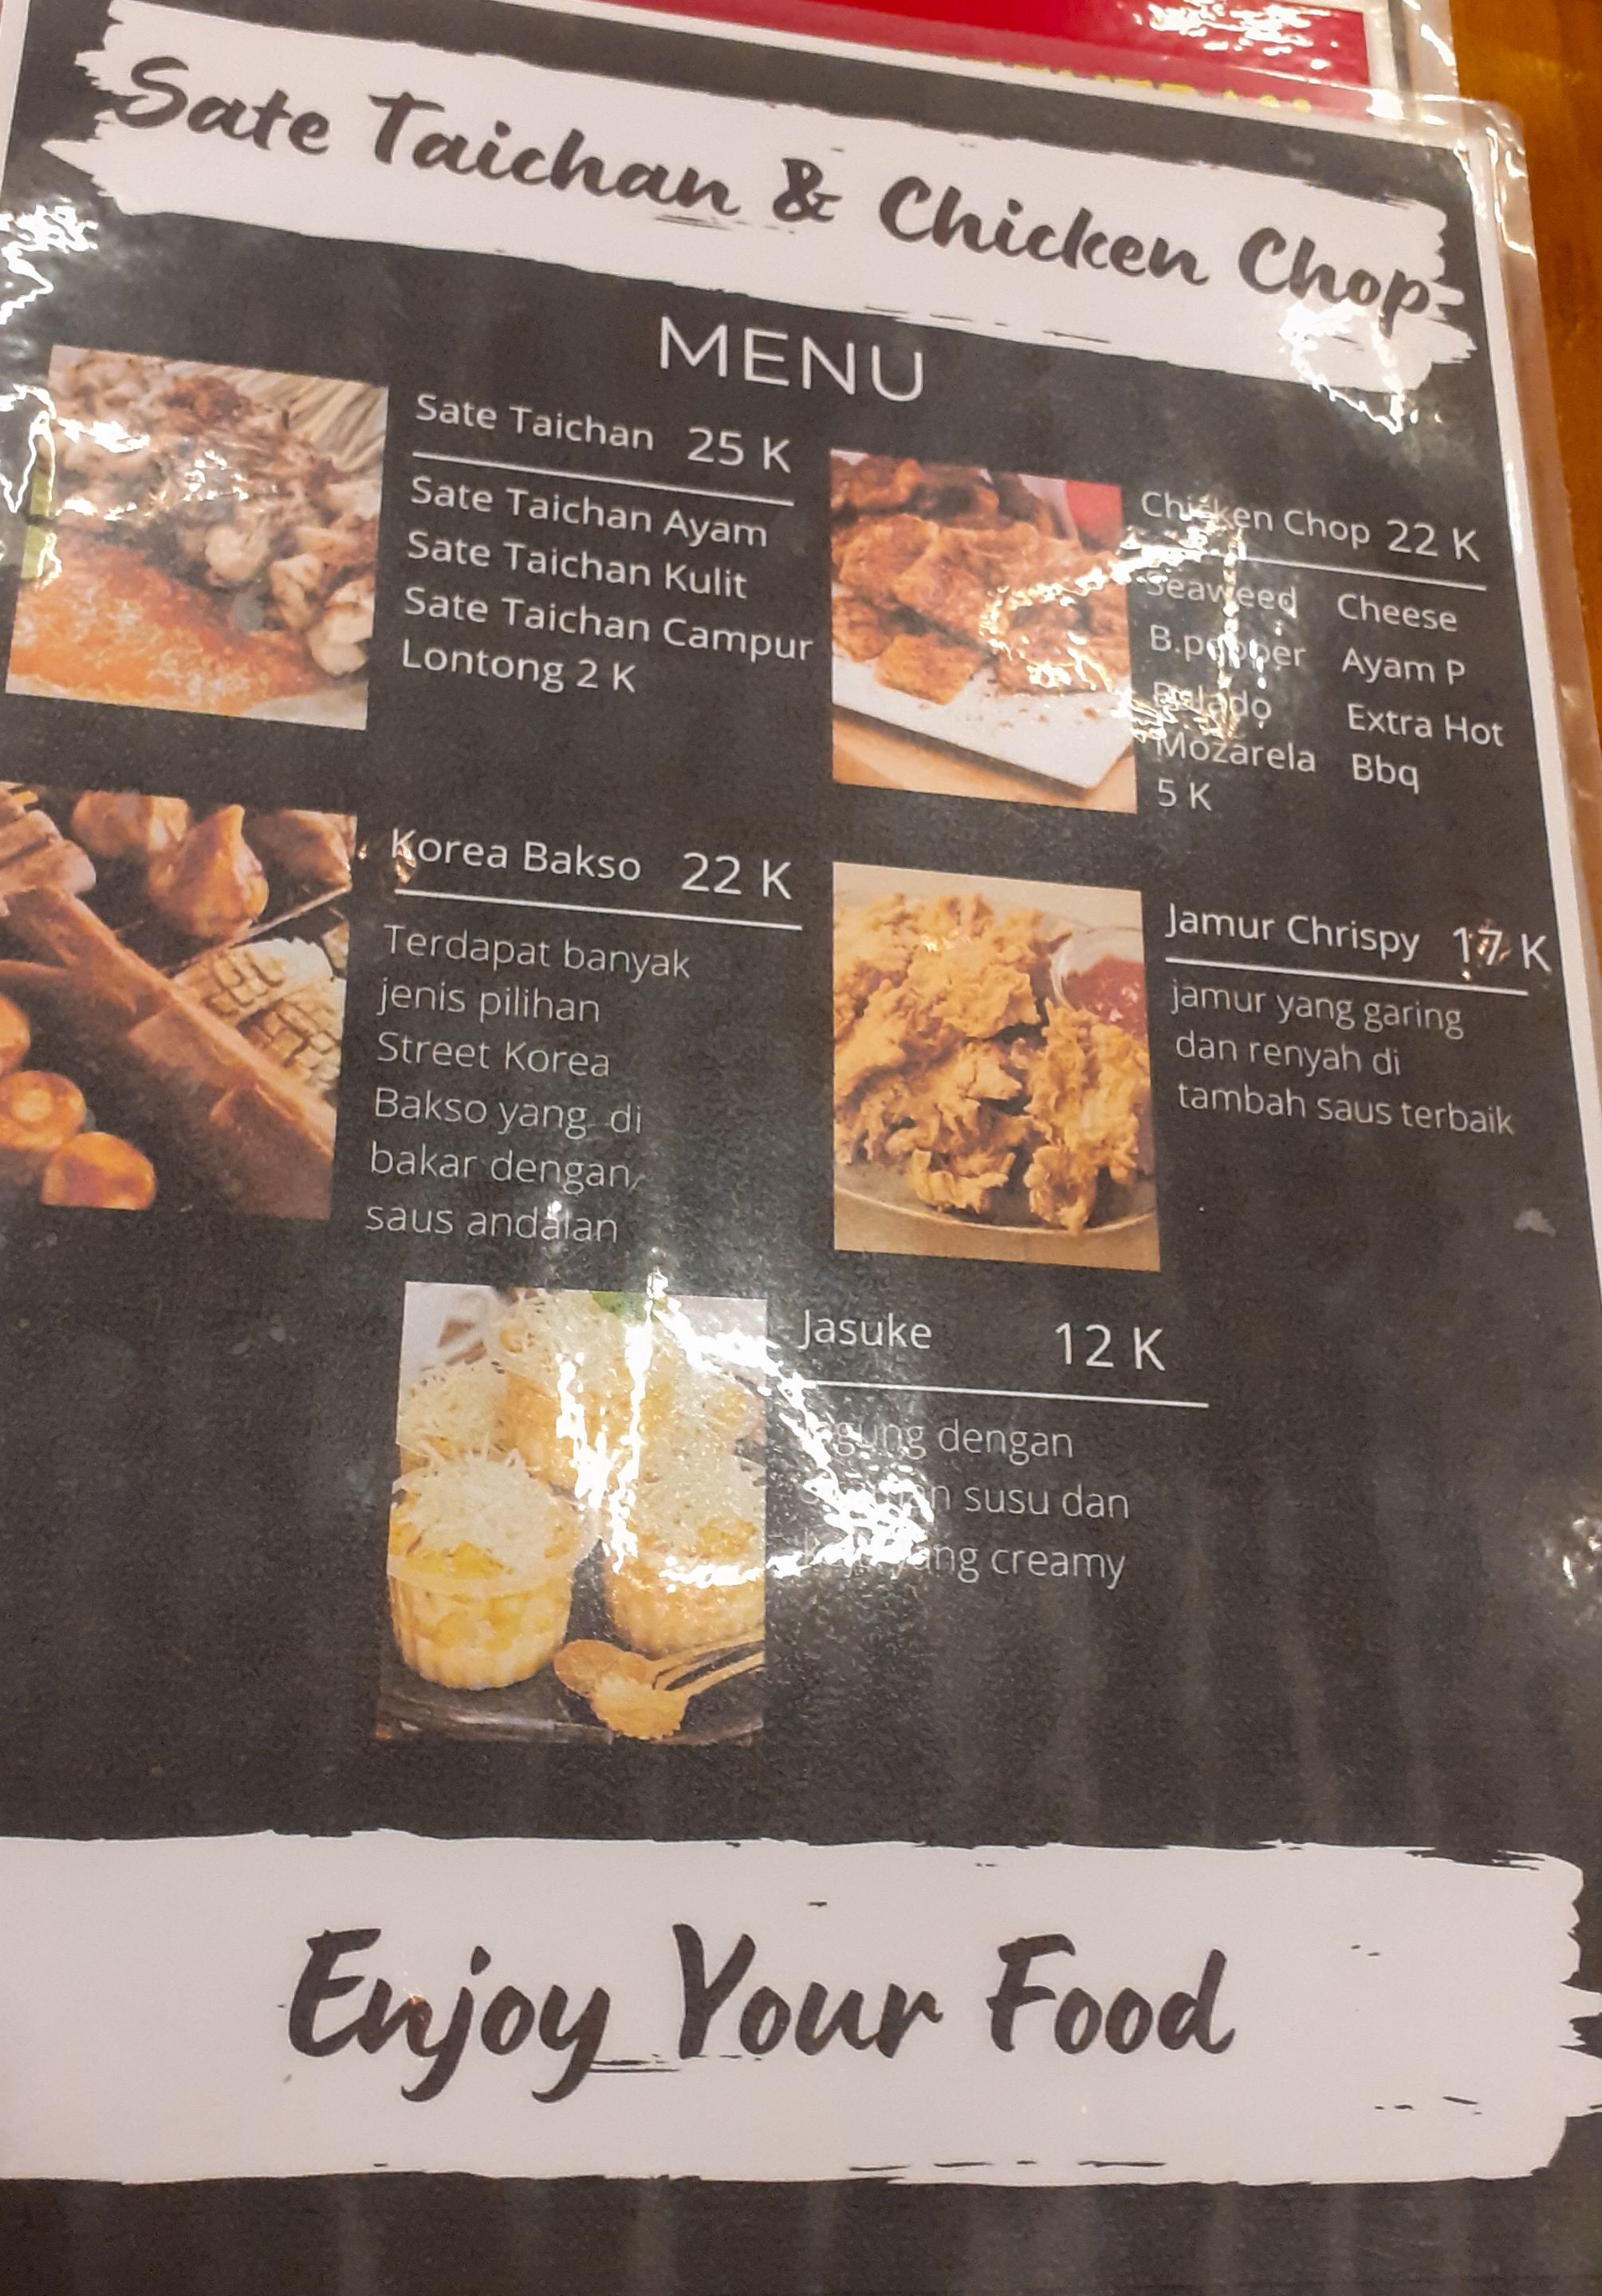 Sate Taichan & Chicken Chop
MENU
Sate Taichan 25 K
Sate Taichan Ayam
Sate Taichan Kulit
Sate Taichan Campur
Lontong 2 K
Chicken Chop 22 K
Seaweed Cheese
B.pepper Ayam P
Balado Extra Hot
Mozarela Bbq
5 K
Korea Bakso 22 K
Terdapat banyak
jenis pilihan
Street Korea
Bakso yang di
bakar dengan
saus andalan
Jamur Chrispy 17 K
jamur yang garing
dan renyah di
tambah saus terbaik
Jasuke 12 K
dengan
susu dan
yang creamy
Enjoy Your Food